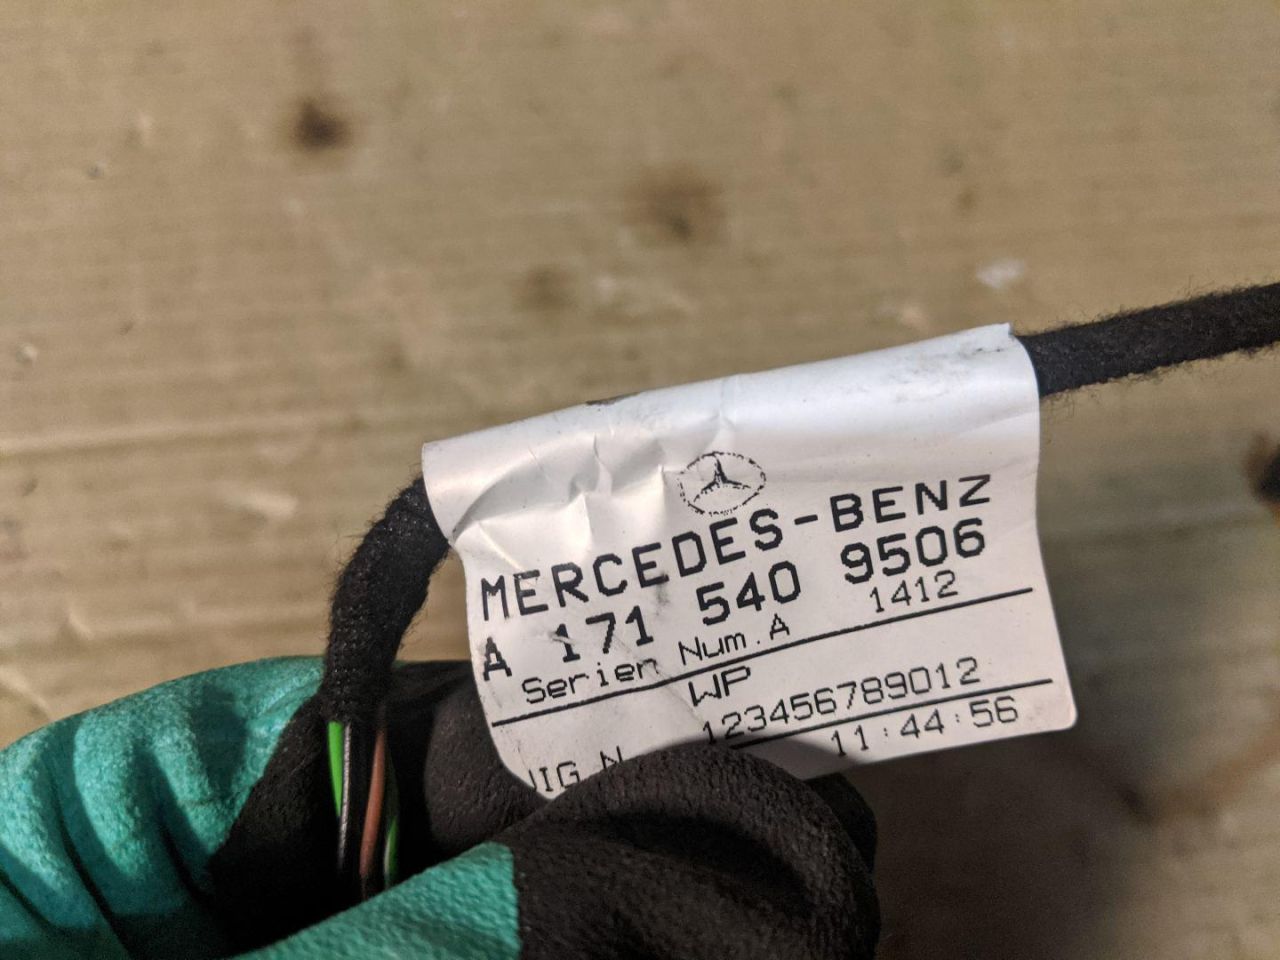 MERCEDES-BENZ
A 171 540 9506
Serien Num.A 1412
WP
123456789012
11:44:56